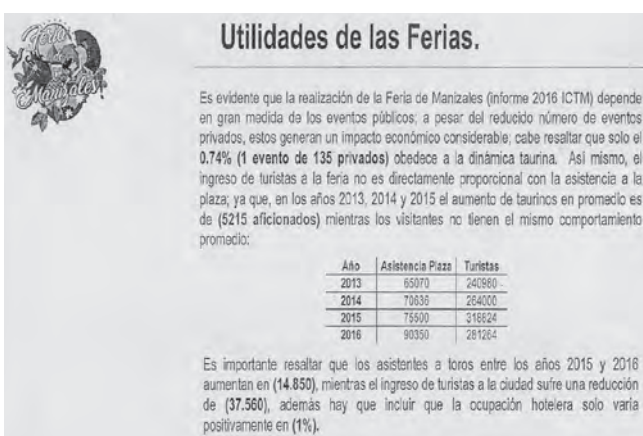 Feria
Manizales
Utilidades de las Ferias.
Es evidente que la realización de la Feria de Manizales (informe 2016 ICTM) depende
en gran medida de los eventos públicos; a pesar del reducido número de eventos
privados, estos generan un impacto económico considerable; cabe resaltar que solo el
0.74% (1 evento de 135 privados) obedece a la dinámica taurina. Así mismo, el
ingreso de turistas a la feria no es directamente proporcional con la asistencia a la
plaza; ya que, en los años 2013, 2014 y 2015 el aumento de taurinos en promedio es
de (5215 aficionados) mientras los visitantes no tienen el mismo comportamiento
promedio:
Año Asistencia Plaza Turistas
2013 65070 240980
2014 70636 264000
2015 75500 318824
2016 90350 281264
Es importante resaltar que los asistentes a toros entre los años 2015 y 2016
aumentan en (14.850), mientras el ingreso de turistas a la ciudad sufre una reducción
de (37.560), además hay que incluir que la ocupación hotelera solo varia
positivamente en (1%).